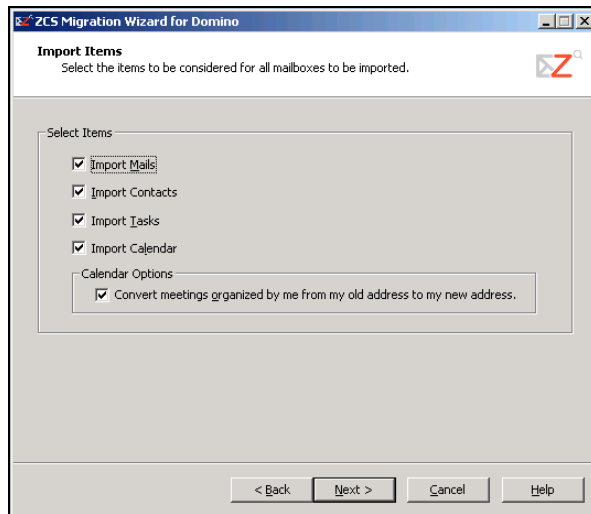 ZCS Migration Wizard for Domino
Import Items
Select the items to be considered for all mailboxes to be imported.
Select Items
Import Mails
Import Contacts
Import Tasks
Import Calendar
Calendar Options
Convert meetings organized by me from my old address to my new address.
< Back Next > Cancel Help